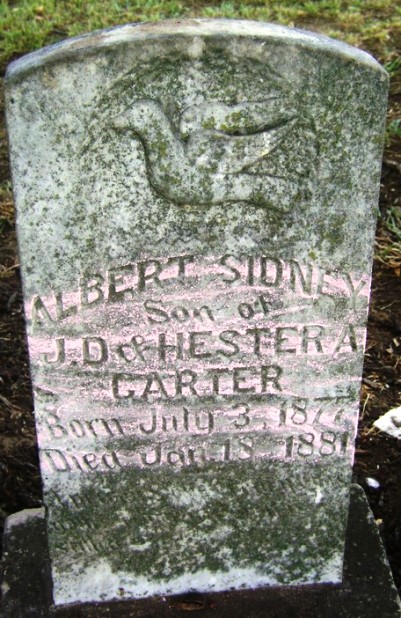 ALBERT SIDNEY
Son of
J.D & HESTER A
CARTER
Born July 3, 1877
Died Jan. 18, 1881